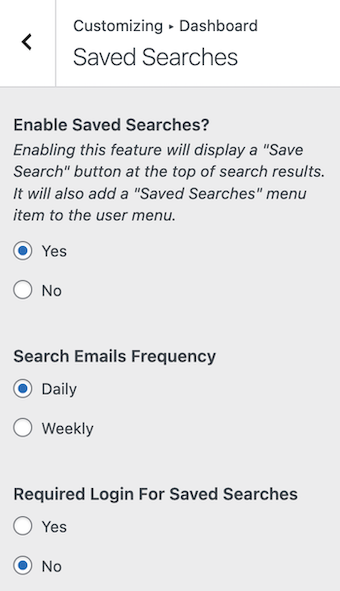 Customizing ▸ Dashboard
Saved Searches
Enable Saved Searches?
Enabling this feature will display a "Save
Search" button at the top of search results.
It will also add a "Saved Searches" menu
item to the user menu.
Yes
No
Search Emails Frequency
Daily
Weekly
Required Login For Saved Searches
Yes
No